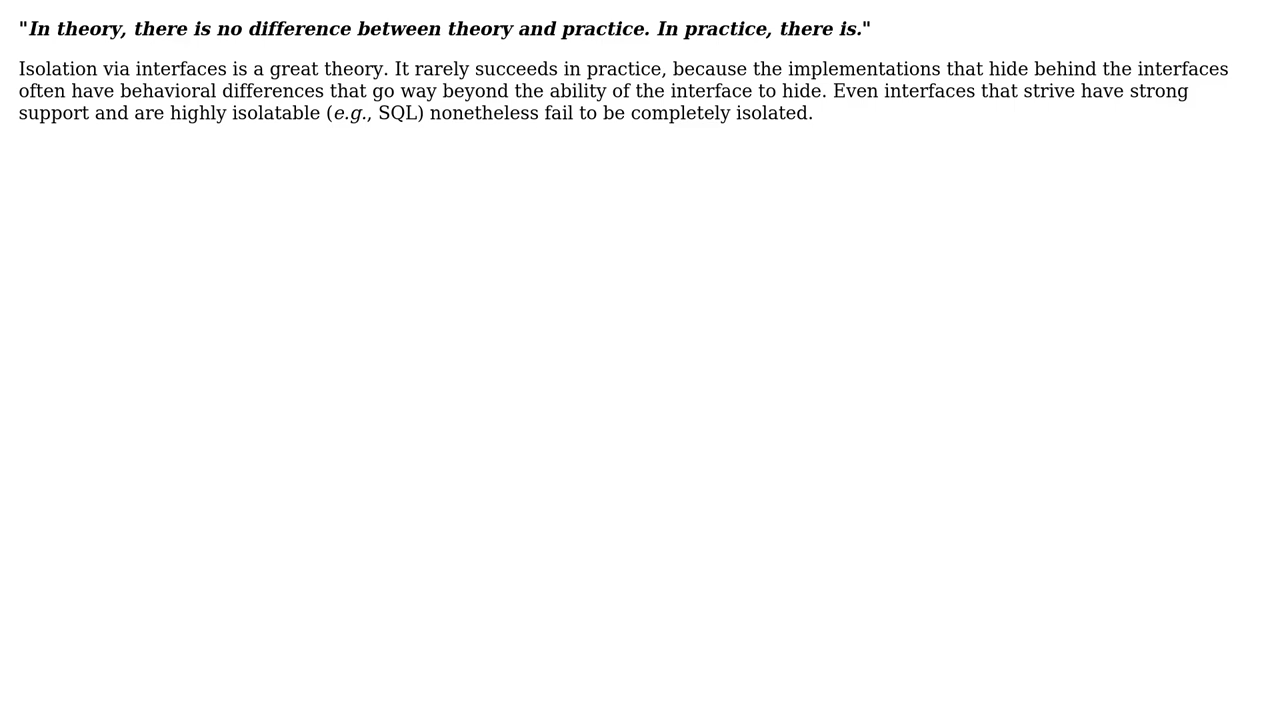 "In theory, there is no difference between theory and practice. In practice, there is."
Isolation via interfaces is a great theory. It rarely succeeds in practice, because the implementations that hide behind the interfaces
often have behavioral differences that go way beyond the ability of the interface to hide. Even interfaces that strive have strong
support and are highly isolatable (e.g., SQL) nonetheless fail to be completely isolated.